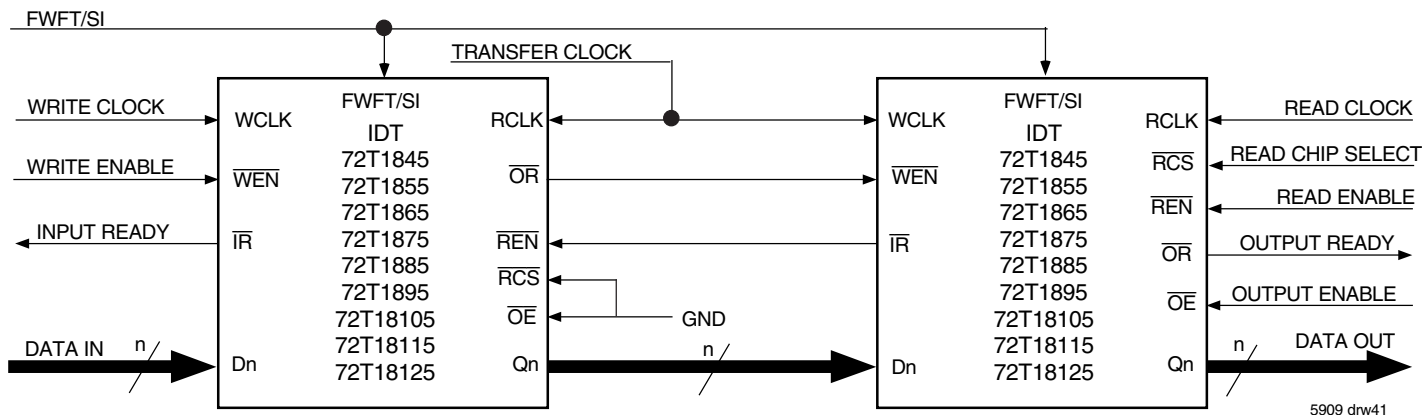 FWFT/SI
TRANSFER CLOCK
WRITE CLOCK
WRITE ENABLE
INPUT READY
DATA IN
n
FWFT/SI
IDT
72T1845
72T1855
72T1865
72T1875
72T1885
72T1895
72T18105
72T18115
72T18125
WCLK
WEN
IR
Dn
RCLK
OR
REN
RCS
OE
Qn
GND
n
FWFT/SI
IDT
72T1845
72T1855
72T1865
72T1875
72T1885
72T1895
72T18105
72T18115
72T18125
WCLK
WEN
IR
Dn
RCLK
RCS
REN
OR
OE
Qn
READ CLOCK
READ CHIP SELECT
READ ENABLE
OUTPUT READY
OUTPUT ENABLE
n
DATA OUT
5909 drw41